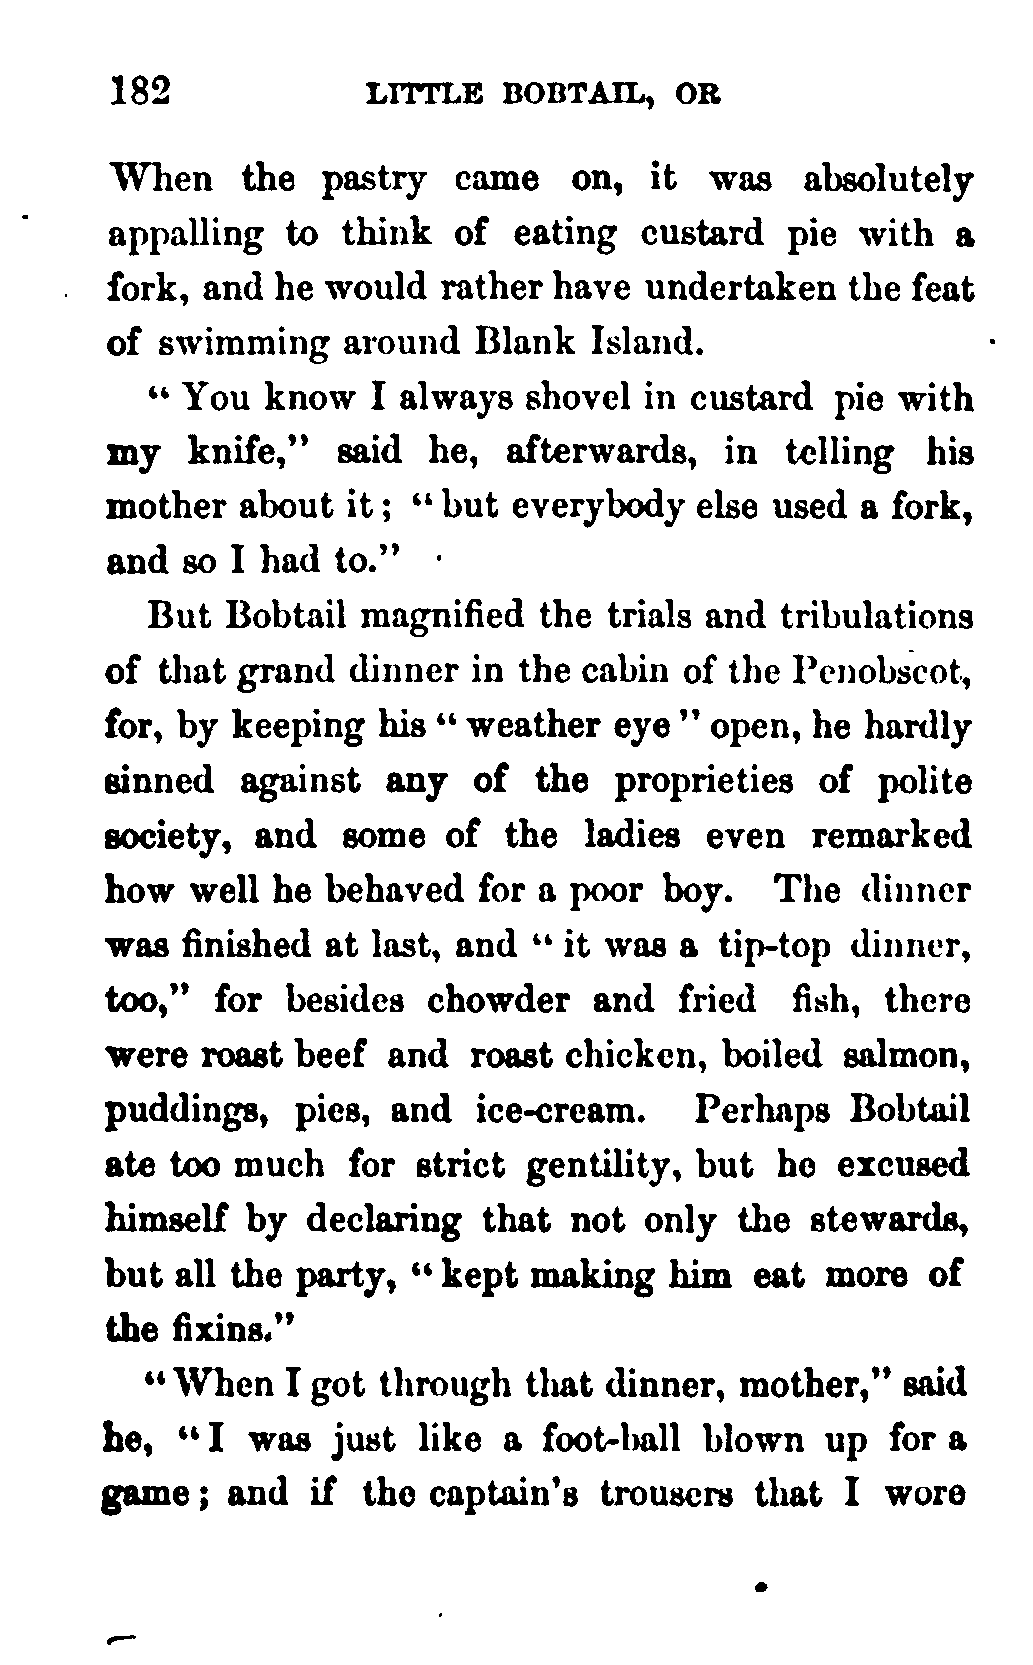 182 LITTLE BOBTAIL, OR
When the pastry came on, it was absolutely
appalling to think of eating custard pie with a
fork, and he would rather have undertaken the feat
of swimming around Blank Island.
“ You know I always shovel in custard pie with
my knife,” said he, afterwards, in telling his
mother about it ; “ but everybody else used a fork,
and so I had to.”
But Bobtail magnified the trials and tribulations
of that grand dinner in the cabin of the Penobscot,
for, by keeping his “ weather eye ” open, he hardly
sinned against any of the proprieties of polite
society, and some of the ladies even remarked
how well he behaved for a poor boy. The dinner
was finished at last, and “ it was a tip-top dinner,
too,” for besides chowder and fried fish, there
were roast beef and roast chicken, boiled salmon,
puddings, pies, and ice-cream. Perhaps Bobtail
ate too much for strict gentility, but he excused
himself by declaring that not only the stewards,
but all the party, “ kept making him eat more of
the fixins.”
“ When I got through that dinner, mother,” said
he, “ I was just like a foot-ball blown up for a
game ; and if the captain’s trousers that I wore